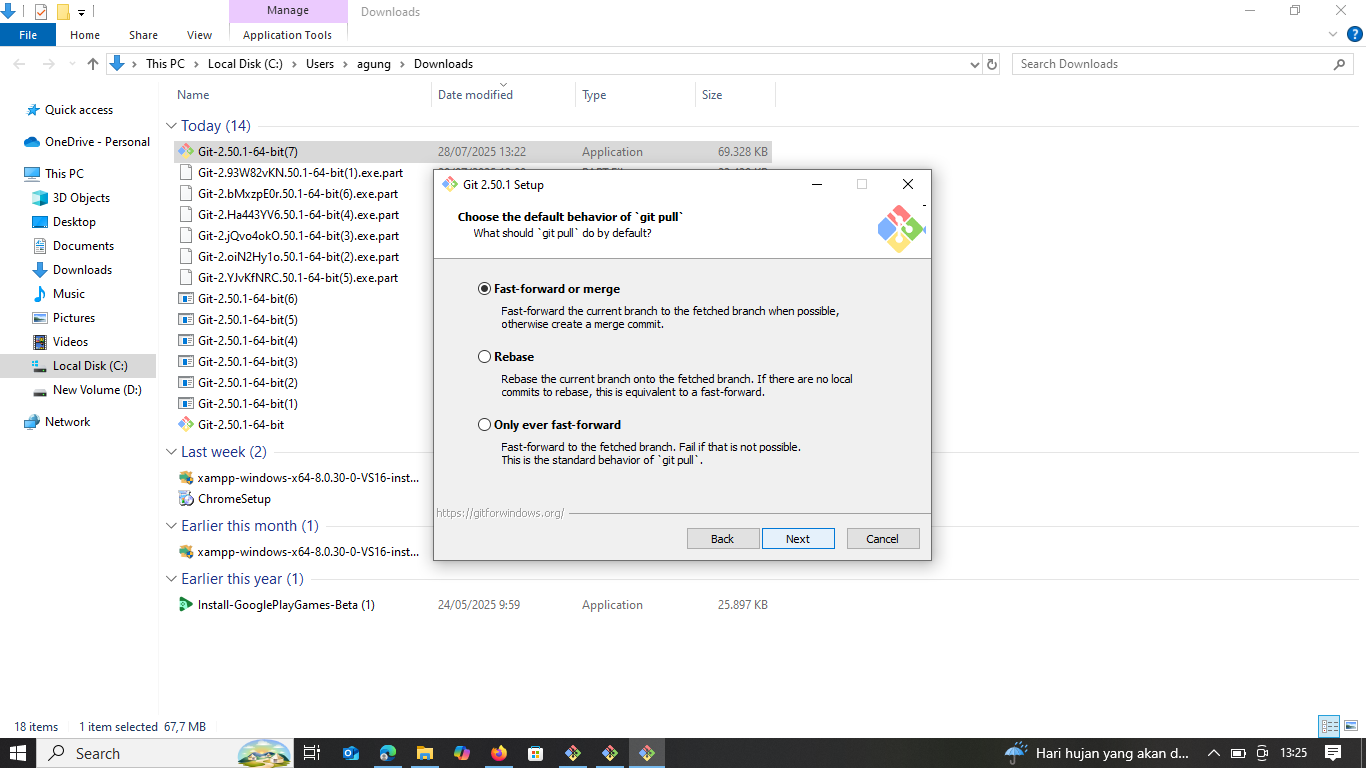 Manage
Downloads
File
Home
Share
View
Application Tools
This PC
Local Disk (C:)
Users
agung
Downloads
Search Downloads
Name
Date modified
Type
Size
Quick access
OneDrive - Personal
This PC
3D Objects
Desktop
Documents
Downloads
Music
Pictures
Videos
Local Disk (C:)
New Volume (D:)
Network
Today (14)
Git-2.50.1-64-bit(7) 28/07/2025 13:22 Application 69.328 KB
Git-2.93W82vKN.50.1-64-bit(1).exe.part
Git-2.bMxzpE0r.50.1-64-bit(6).exe.part
Git-2.Ha443YV6.50.1-64-bit(4).exe.part
Git-2.jQvo4okO.50.1-64-bit(3).exe.part
Git-2.oiN2Hy1o.50.1-64-bit(2).exe.part
Git-2.YJvKfNRC.50.1-64-bit(5).exe.part
Git-2.50.1-64-bit(6)
Git-2.50.1-64-bit(5)
Git-2.50.1-64-bit(4)
Git-2.50.1-64-bit(3)
Git-2.50.1-64-bit(2)
Git-2.50.1-64-bit(1)
Git-2.50.1-64-bit
Last week (2)
xampp-windows-x64-8.0.30-0-VS16-inst...
ChromeSetup
Earlier this month (1)
xampp-windows-x64-8.0.30-0-VS16-inst...
Earlier this year (1)
Install-GooglePlayGames-Beta (1) 24/05/2025 9:59 Application 25.897 KB
Git 2.50.1 Setup
Choose the default behavior of `git pull`
What should `git pull` do by default?
Fast-forward or merge
Fast-forward the current branch to the fetched branch when possible,
otherwise create a merge commit.
Rebase
Rebase the current branch onto the fetched branch. If there are no local
commits to rebase, this is equivalent to a fast-forward.
Only ever fast-forward
Fast-forward to the fetched branch. Fail if that is not possible.
This is the standard behavior of `git pull`.
https://gitforwindows.org/
Back
Next
Cancel
18 items 1 item selected 67,7 MB
Search
Hari hujan yang akan d...
13:25